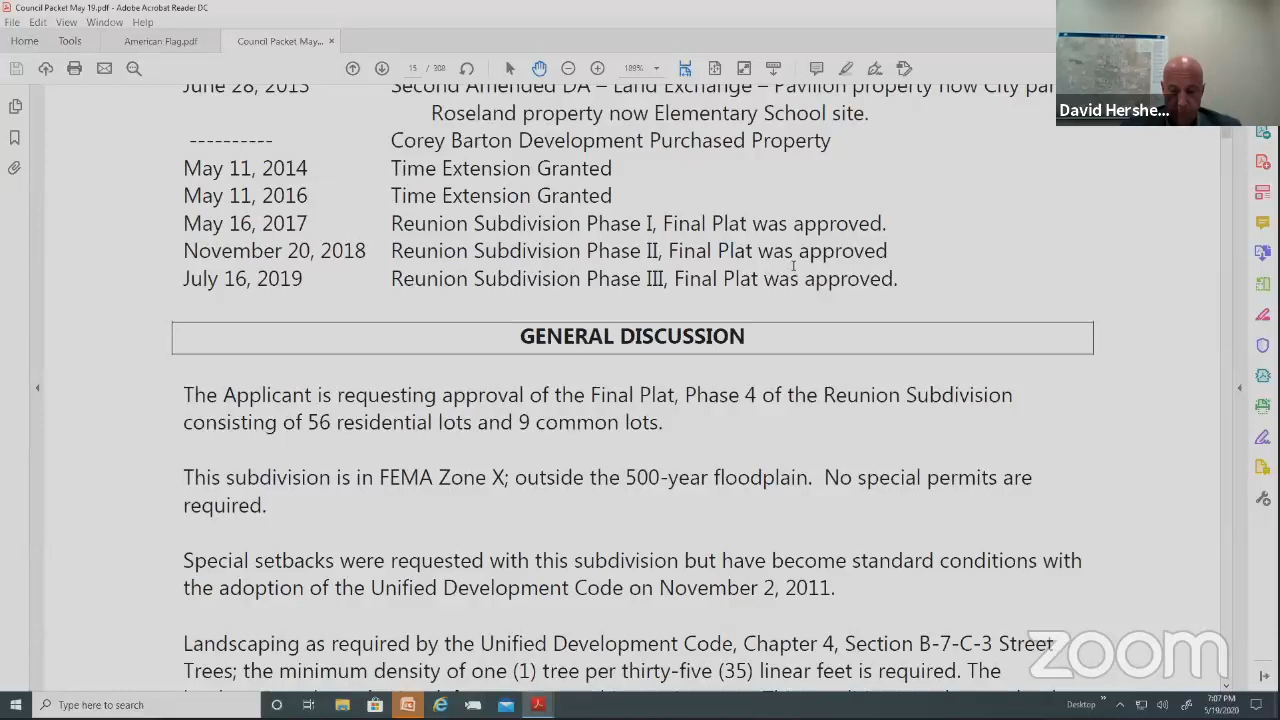 Council Packet May 19.pdf - Adobe Acrobat Reader DC
File Edit View Window Help
Home Tools American Flag.pdf Council Packet May... ×
15 / 308 189%
June 28, 2013 Second Amended DA – Land Exchange – Pavilion property now City par
Roseland property now Elementary School site.
---------- Corey Barton Development Purchased Property
May 11, 2014 Time Extension Granted
May 11, 2016 Time Extension Granted
May 16, 2017 Reunion Subdivision Phase I, Final Plat was approved.
November 20, 2018 Reunion Subdivision Phase II, Final Plat was approved
July 16, 2019 Reunion Subdivision Phase III, Final Plat was approved.
GENERAL DISCUSSION
The Applicant is requesting approval of the Final Plat, Phase 4 of the Reunion Subdivision
consisting of 56 residential lots and 9 common lots.
This subdivision is in FEMA Zone X; outside the 500-year floodplain. No special permits are
required.
Special setbacks were requested with this subdivision but have become standard conditions with
the adoption of the Unified Development Code on November 2, 2011.
Landscaping as required by the Unified Development Code, Chapter 4, Section B-7-C-3 Street
Trees; the minimum density of one (1) tree per thirty-five (35) linear feet is required. The
David Hershe...
zoom
Type here to search
Desktop
7:07 PM
5/19/2020